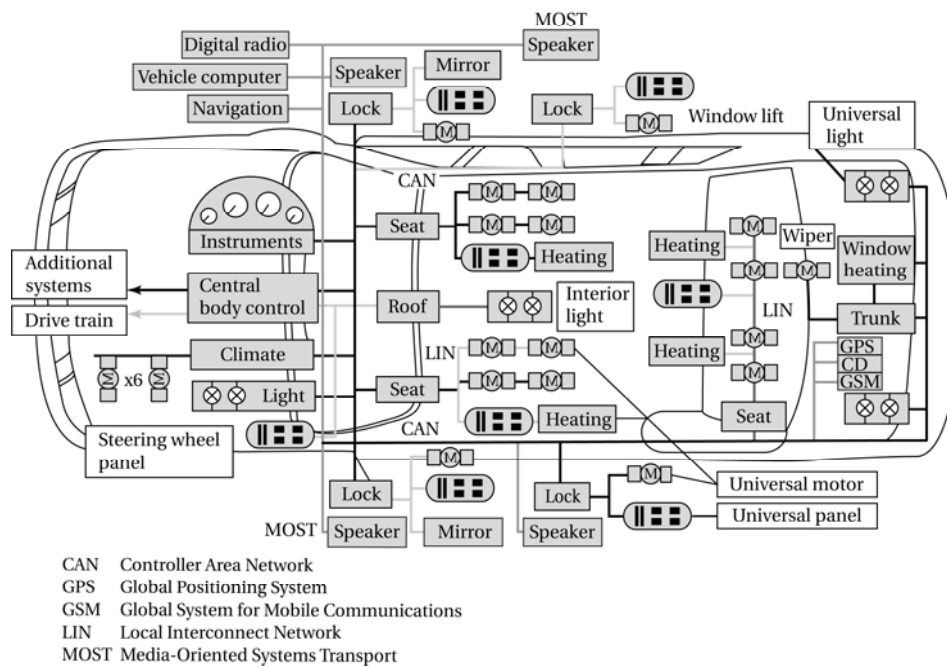 MOST
Digital radio
Speaker
Vehicle computer
Speaker
Mirror
Navigation
Lock
M
Lock
M
Window lift
Universal
light
CAN
Instruments
Seat
M
M
M
M
Heating
Heating
M
Wiper
M
M
Window
heating
Additional
systems
Central
body control
Roof
Interior
light
LIN
Trunk
Drive train
Climate
LIN
M
M
Heating
M
GPS
CD
GSM
M
x6
M
Light
Seat
M
M
M
Heating
Seat
Steering wheel
panel
CAN
M
Lock
Lock
M
Universal motor
Universal panel
MOST
Speaker
Mirror
Speaker
CAN Controller Area Network
GPS Global Positioning System
GSM Global System for Mobile Communications
LIN Local Interconnect Network
MOST Media-Oriented Systems Transport